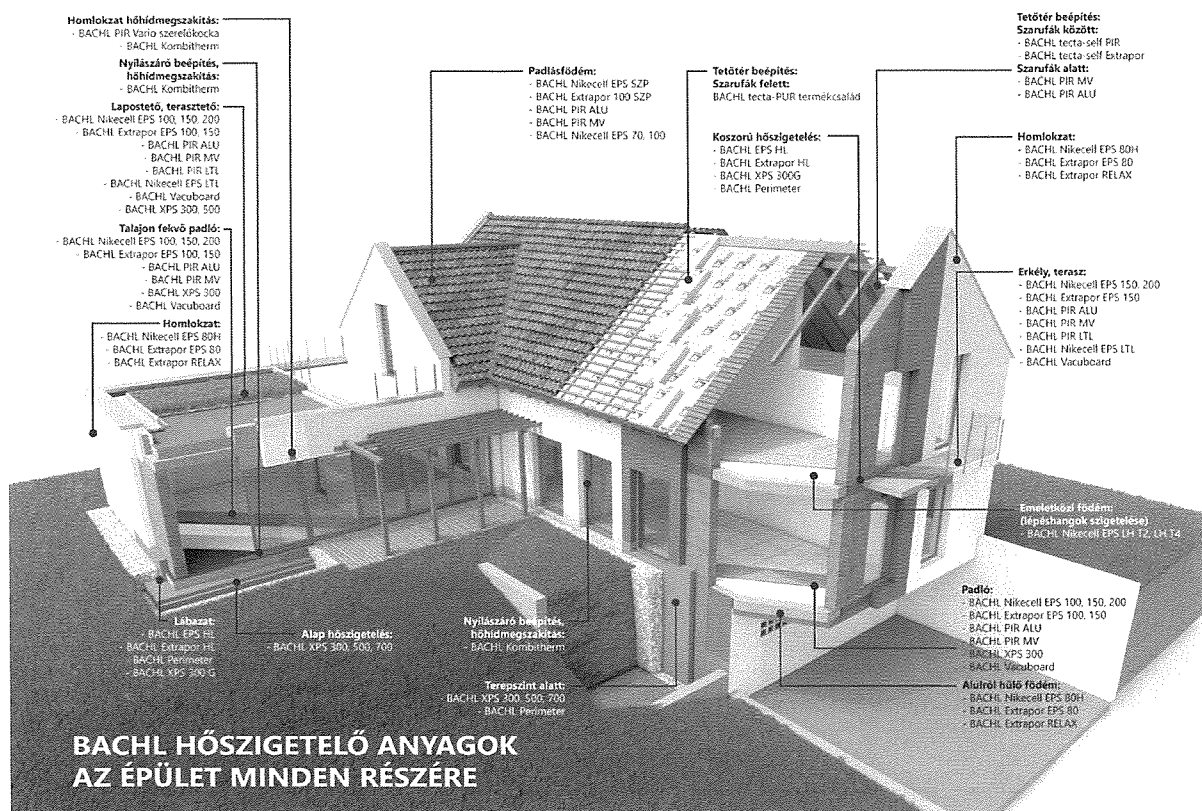 Homlokzat hőhídmegszakítás:
- BACHL PIR Vario szerelőkocka
- BACHL Kombitherm
Nyílászáró beépítés,
hőhídmegszakítás:
- BACHL Kombitherm
Lapostető, terasztető:
- BACHL Nikecell EPS 100, 150, 200
- BACHL Extrapor EPS 100, 150
- BACHL PIR ALU
- BACHL PIR MV
- BACHL PIR LTL
- BACHL Nikecell EPS LTL
- BACHL Vacuboard
- BACHL XPS 300, 500
Talajon fekvő padló:
- BACHL Nikecell EPS 100, 150, 200
- BACHL Extrapor EPS 100, 150
- BACHL PIR ALU
- BACHL PIR MV
- BACHL XPS 300
- BACHL Vacuboard
Homlokzat:
- BACHL Nikecell EPS 80H
- BACHL Extrapor EPS 80
- BACHL Extrapor RELAX
Padlásfödém:
- BACHL Nikecell EPS SZP
- BACHL Extrapor 100 SZP
- BACHL PIR ALU
- BACHL PIR MV
- BACHL Nikecell EPS 70, 100
Tetőtér beépítés:
Szarufák felett:
BACHL tecta-PUR termékcsalád
Koszorú hőszigetelés:
- BACHL EPS HL
- BACHL Extrapor HL
- BACHL XPS 300G
- BACHL Perimeter
Tetőtér beépítés:
Szarufák között:
- BACHL tecta-self PIR
- BACHL tecta-self Extrapor
Szarufák alatt:
- BACHL PIR MV
- BACHL PIR ALU
Homlokzat:
- BACHL Nikecell EPS 80H
- BACHL Extrapor EPS 80
- BACHL Extrapor RELAX
Erkély, terasz:
- BACHL Nikecell EPS 150, 200
- BACHL Extrapor EPS 150
- BACHL PIR ALU
- BACHL PIR MV
- BACHL PIR LTL
- BACHL Nikecell EPS LTL
- BACHL Vacuboard
Emeletközi födém:
(lépéshangok szigetelése)
- BACHL Nikecell EPS LH T2, LH T4
Padló:
- BACHL Nikecell EPS 100, 150, 200
- BACHL Extrapor EPS 100, 150
- BACHL PIR ALU
- BACHL PIR MV
- BACHL XPS 300
BACHL Vacuboard
Alulról hűlő födém:
- BACHL Nikecell EPS 80H
- BACHL Extrapor EPS 80
- BACHL Extrapor RELAX
Lábazat:
- BACHL EPS HL
- BACHL Extrapor HL
BACHL Perimeter
- BACHL XPS 300 G
Alap hőszigetelés:
- BACHL XPS 300, 500, 700
Nyílászáró beépítés,
hőhídmegszakítás:
- BACHL Kombitherm
Terepszint alatt:
- BACHL XPS 300, 500, 700
- BACHL Perimeter
BACHL HŐSZIGETELŐ ANYAGOK
AZ ÉPÜLET MINDEN RÉSZÉRE